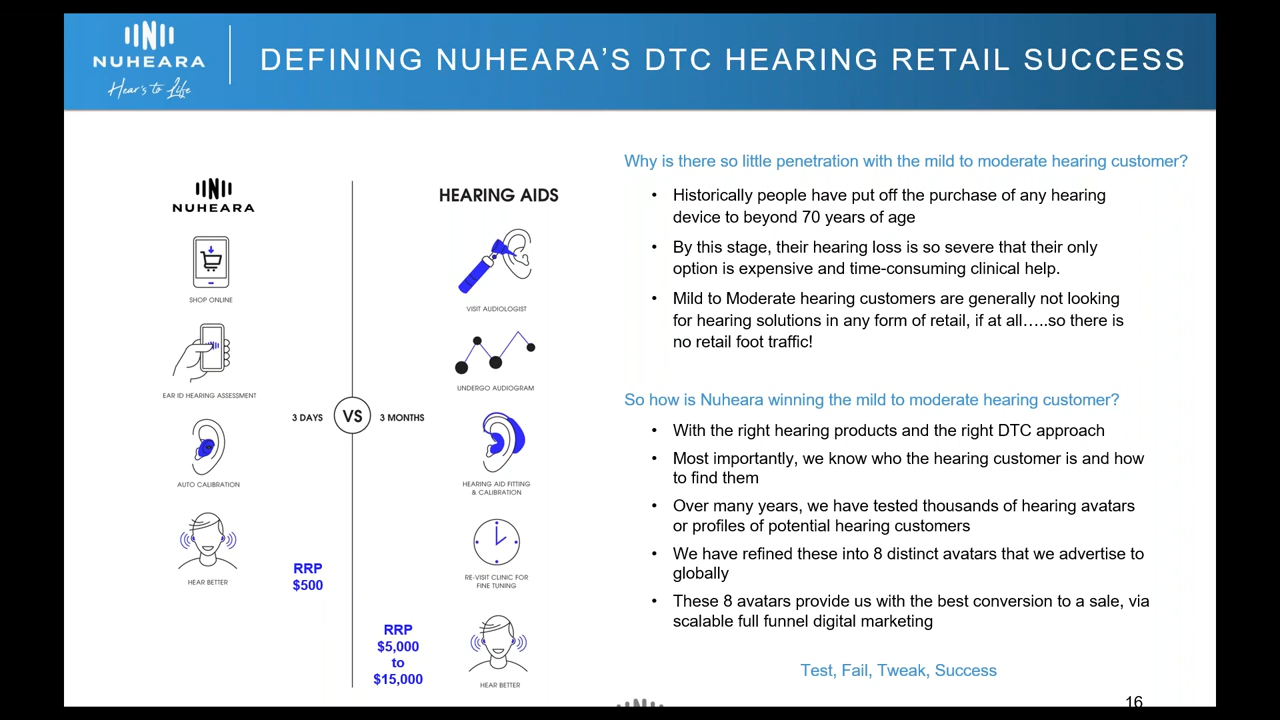 NUHEARA
Hear's to Life
DEFINING NUHEARA'S DTC HEARING RETAIL SUCCESS
NUHEARA
SHOP ONLINE
EAR ID HEARING ASSESSMENT
AUTO CALIBRATION
HEAR BETTER
RRP
$500
3 DAYS
VS
3 MONTHS
HEARING AIDS
VISIT AUDIOLOGIST
UNDERGO AUDIOGRAM
HEARING AID FITTING
& CALIBRATION
RE-VISIT CLINIC FOR
FINE TUNING
HEAR BETTER
RRP
$5,000
to
$15,000
Why is there so little penetration with the mild to moderate hearing customer?
• Historically people have put off the purchase of any hearing
device to beyond 70 years of age
• By this stage, their hearing loss is so severe that their only
option is expensive and time-consuming clinical help.
• Mild to Moderate hearing customers are generally not looking
for hearing solutions in any form of retail, if at all…..so there is
no retail foot traffic!
So how is Nuheara winning the mild to moderate hearing customer?
• With the right hearing products and the right DTC approach
• Most importantly, we know who the hearing customer is and how
to find them
• Over many years, we have tested thousands of hearing avatars
or profiles of potential hearing customers
• We have refined these into 8 distinct avatars that we advertise to
globally
• These 8 avatars provide us with the best conversion to a sale, via
scalable full funnel digital marketing
Test, Fail, Tweak, Success
16